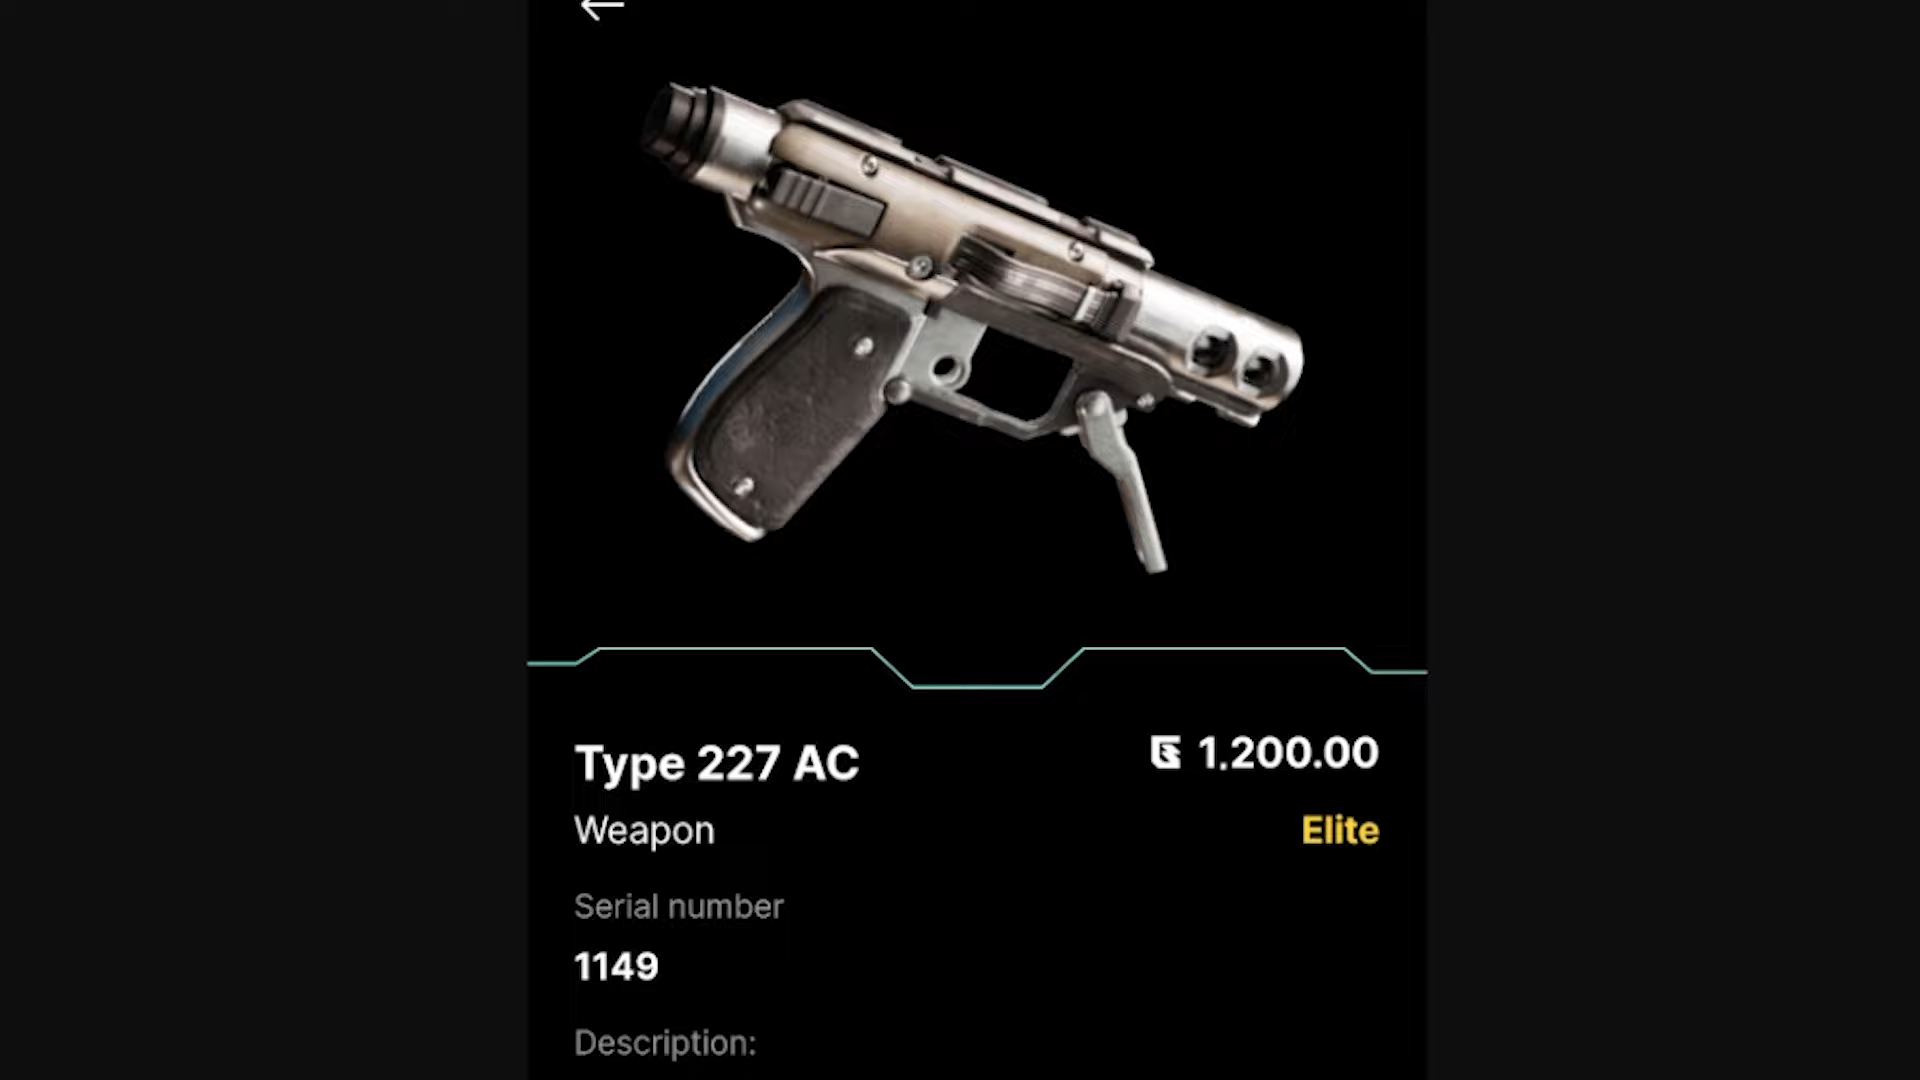 Type 227 AC
1,200.00
Weapon
Elite
Serial number
1149
Description: